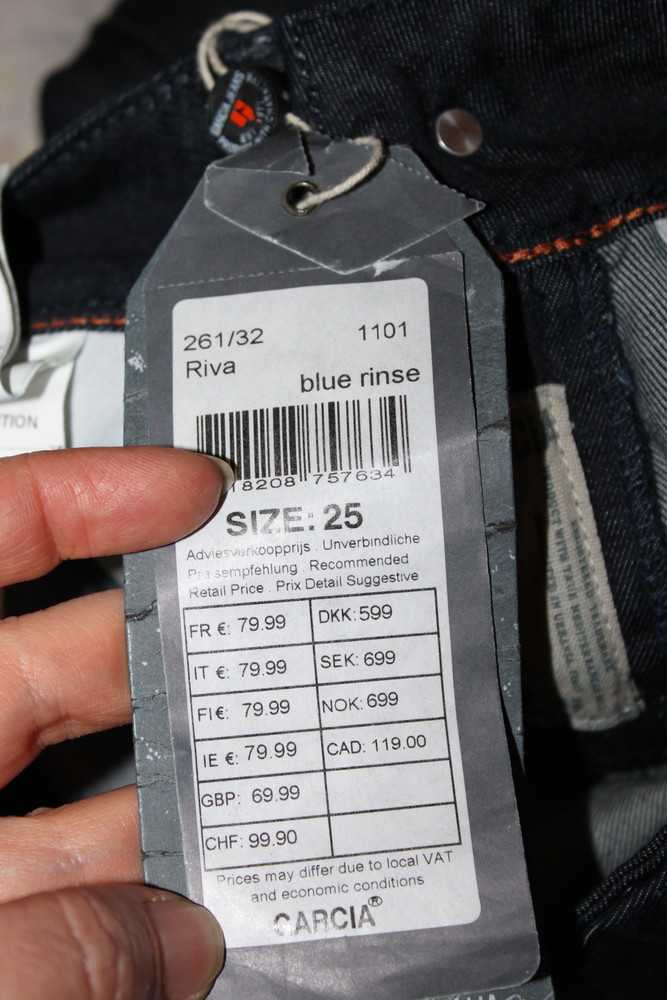 261/32 1101
Riva
blue rinse
18208 757634
SIZE: 25
Adviesverkoopprijs . Unverbindliche
Preisempfehlung . Recommended
Retail Price . Prix Detail Suggestive
FR €: 79.99 DKK: 599
IT €: 79.99 SEK: 699
FI€: 79.99 NOK: 699
IE €: 79.99 CAD: 119.00
GBP: 69.99
CHF: 99.90
Prices may differ due to local VAT
and economic conditions
GARCIA®